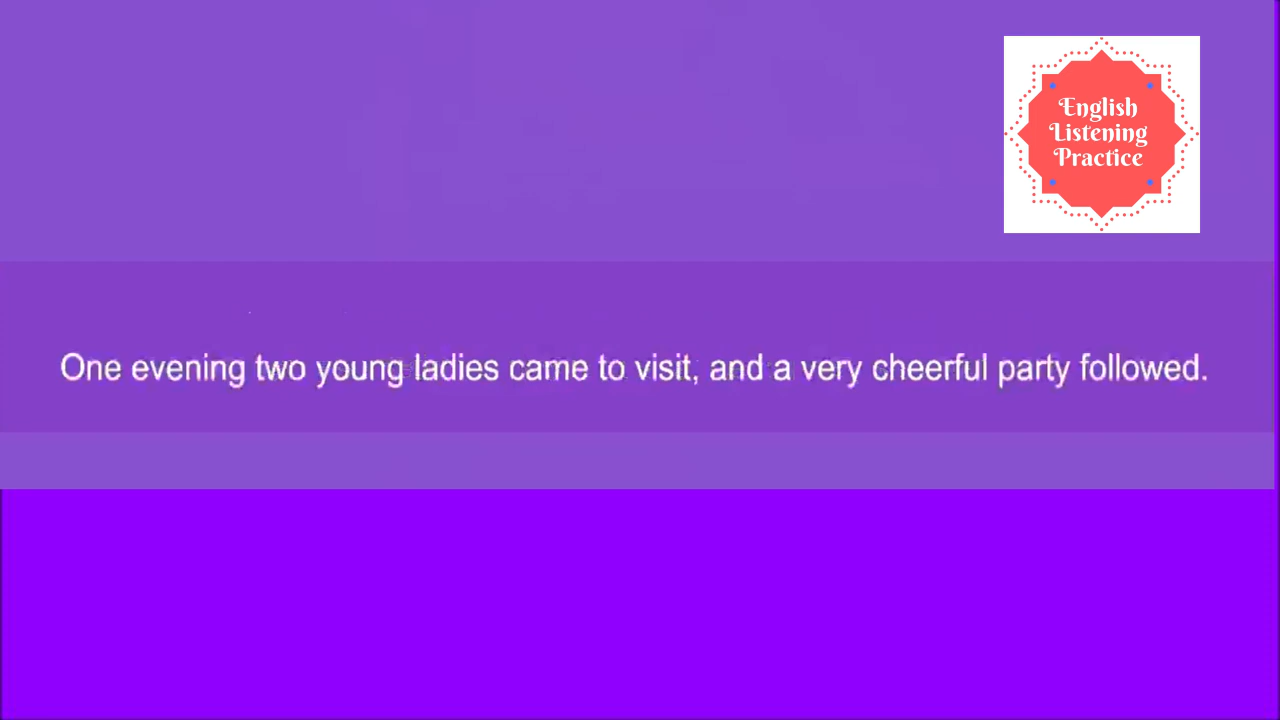 English
Listening
Practice
One evening two young ladies came to visit, and a very cheerful party followed.